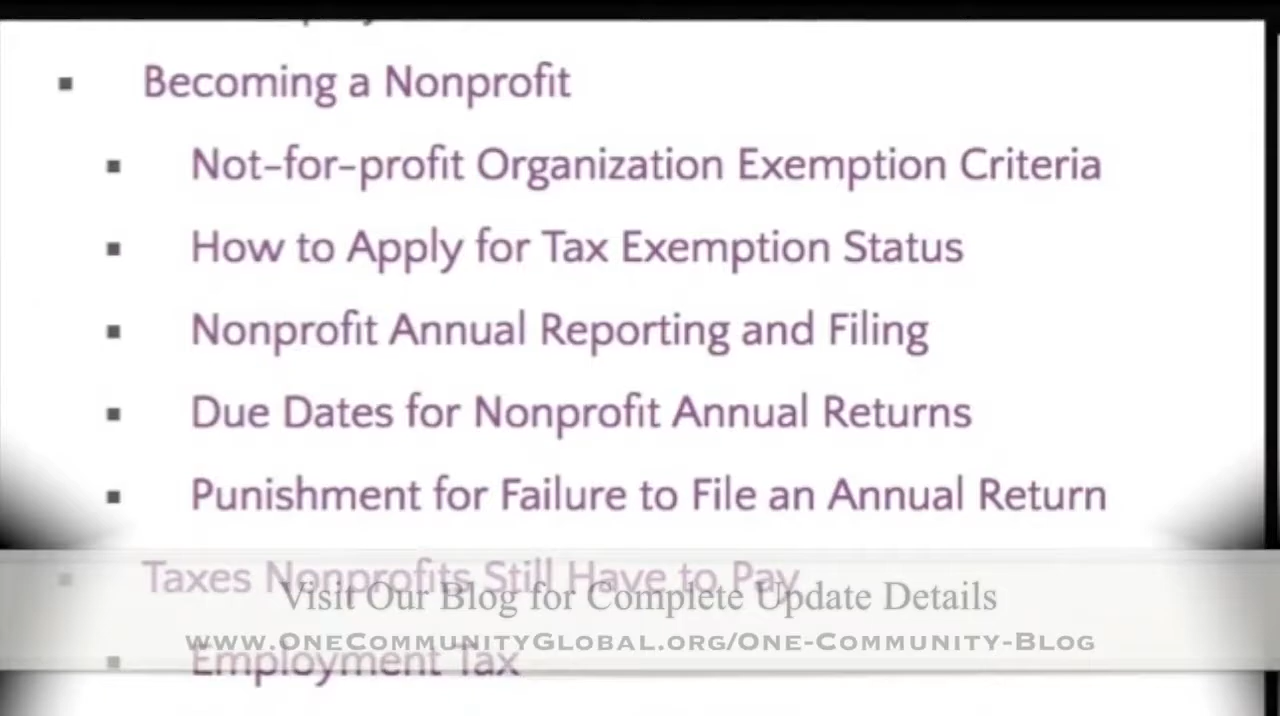 Becoming a Nonprofit
Not-for-profit Organization Exemption Criteria
How to Apply for Tax Exemption Status
Nonprofit Annual Reporting and Filing
Due Dates for Nonprofit Annual Returns
Punishment for Failure to File an Annual Return
Taxes Nonprofits Still Have to Pay
Visit Our Blog for Complete Update Details
www.OneCommunityGlobal.org/One-Community-Blog
Employment Tax